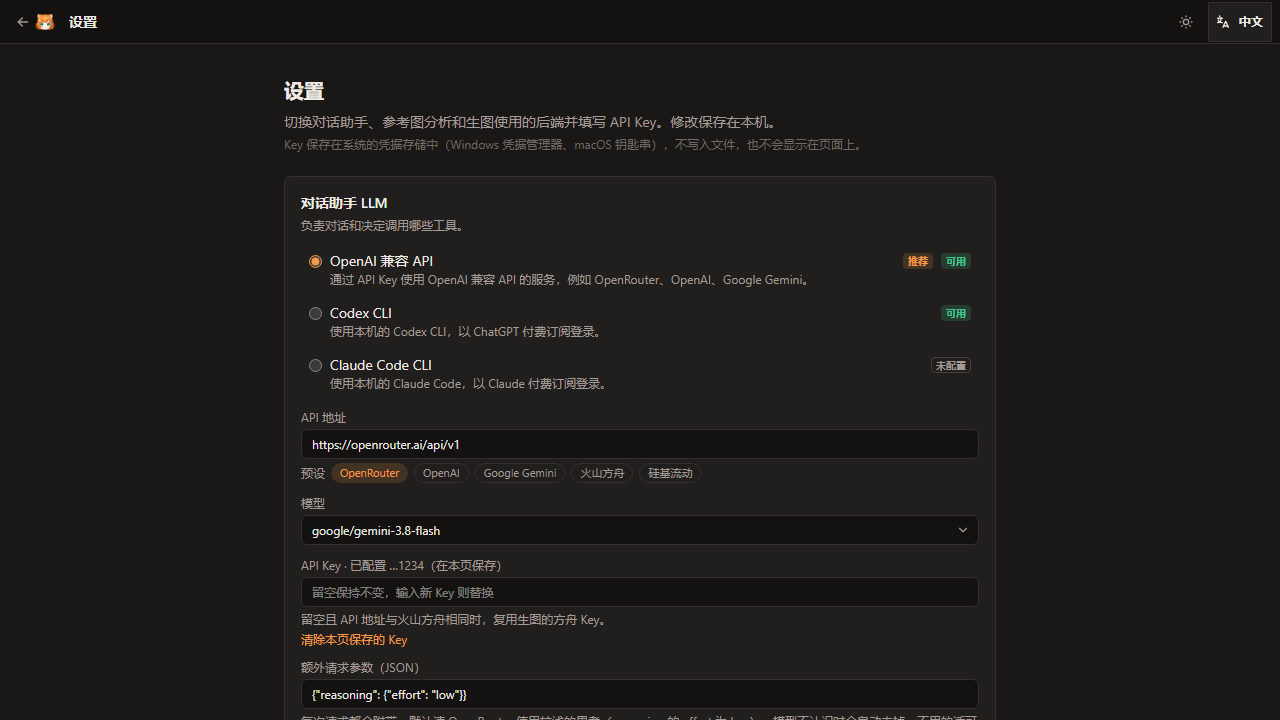 设置
中文
设置
切换对话助手、参考图分析和生图使用的后端并填写 API Key。修改保存在本机。
Key 保存在系统的凭据存储中（Windows 凭据管理器、macOS 钥匙串），不写入文件，也不会显示在页面上。
对话助手 LLM
负责对话和决定调用哪些工具。
OpenAI 兼容 API
推荐
可用
通过 API Key 使用 OpenAI 兼容 API 的服务，例如 OpenRouter、OpenAI、Google Gemini。
Codex CLI
可用
使用本机的 Codex CLI，以 ChatGPT 付费订阅登录。
Claude Code CLI
未配置
使用本机的 Claude Code，以 Claude 付费订阅登录。
API 地址
https://openrouter.ai/api/v1
预设 OpenRouter OpenAI Google Gemini 火山方舟 硅基流动
模型
google/gemini-3.8-flash
API Key · 已配置 ...1234（在本页保存）
留空保持不变，输入新 Key 则替换
留空且 API 地址与火山方舟相同时，复用生图的方舟 Key。
清除本页保存的 Key
额外请求参数（JSON）
{"reasoning": {"effort": "low"}}